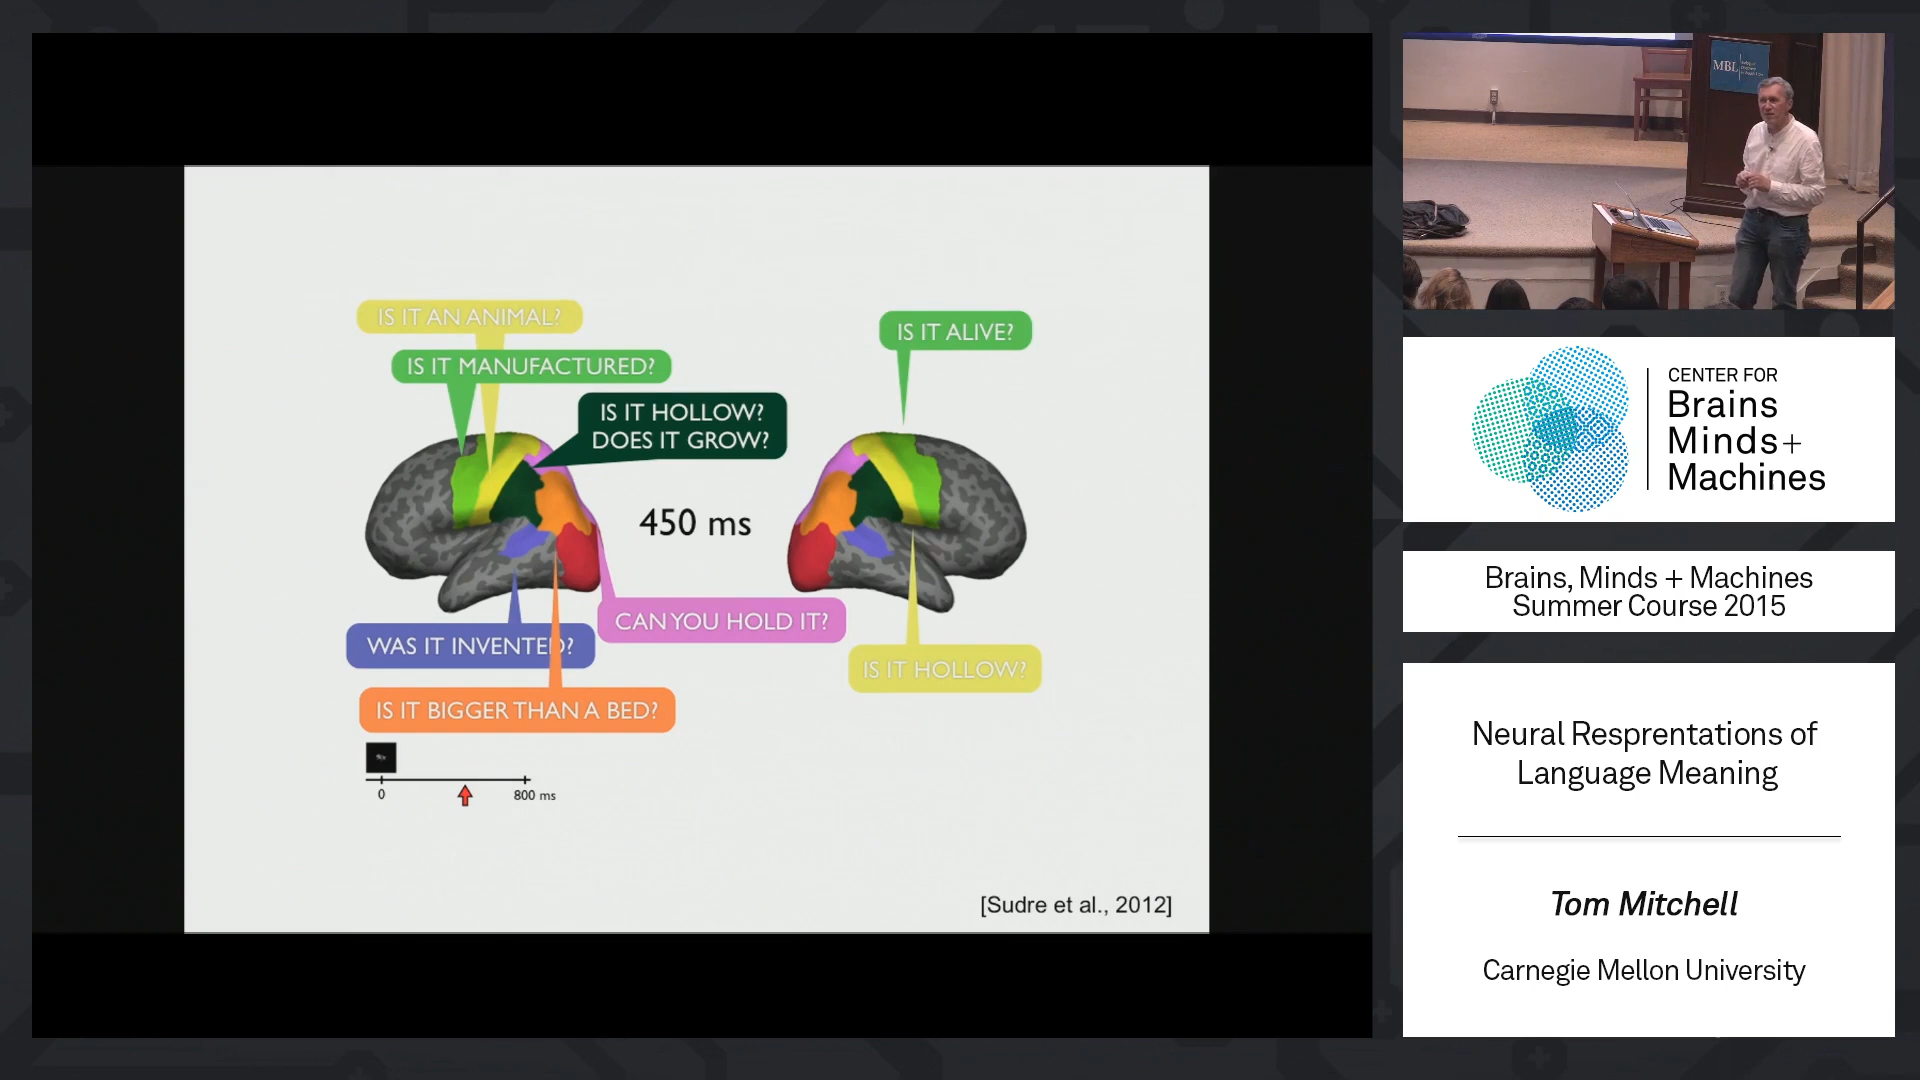 IS IT AN ANIMAL?
IS IT MANUFACTURED?
IS IT HOLLOW?
DOES IT GROW?
IS IT ALIVE?
450 ms
CAN YOU HOLD IT?
WAS IT INVENTED?
IS IT HOLLOW?
IS IT BIGGER THAN A BED?
0
800 ms
[Sudre et al., 2012]
MBL
CENTER FOR
Brains
Minds+
Machines
Brains, Minds + Machines
Summer Course 2015
Neural Resprentations of
Language Meaning
Tom Mitchell
Carnegie Mellon University